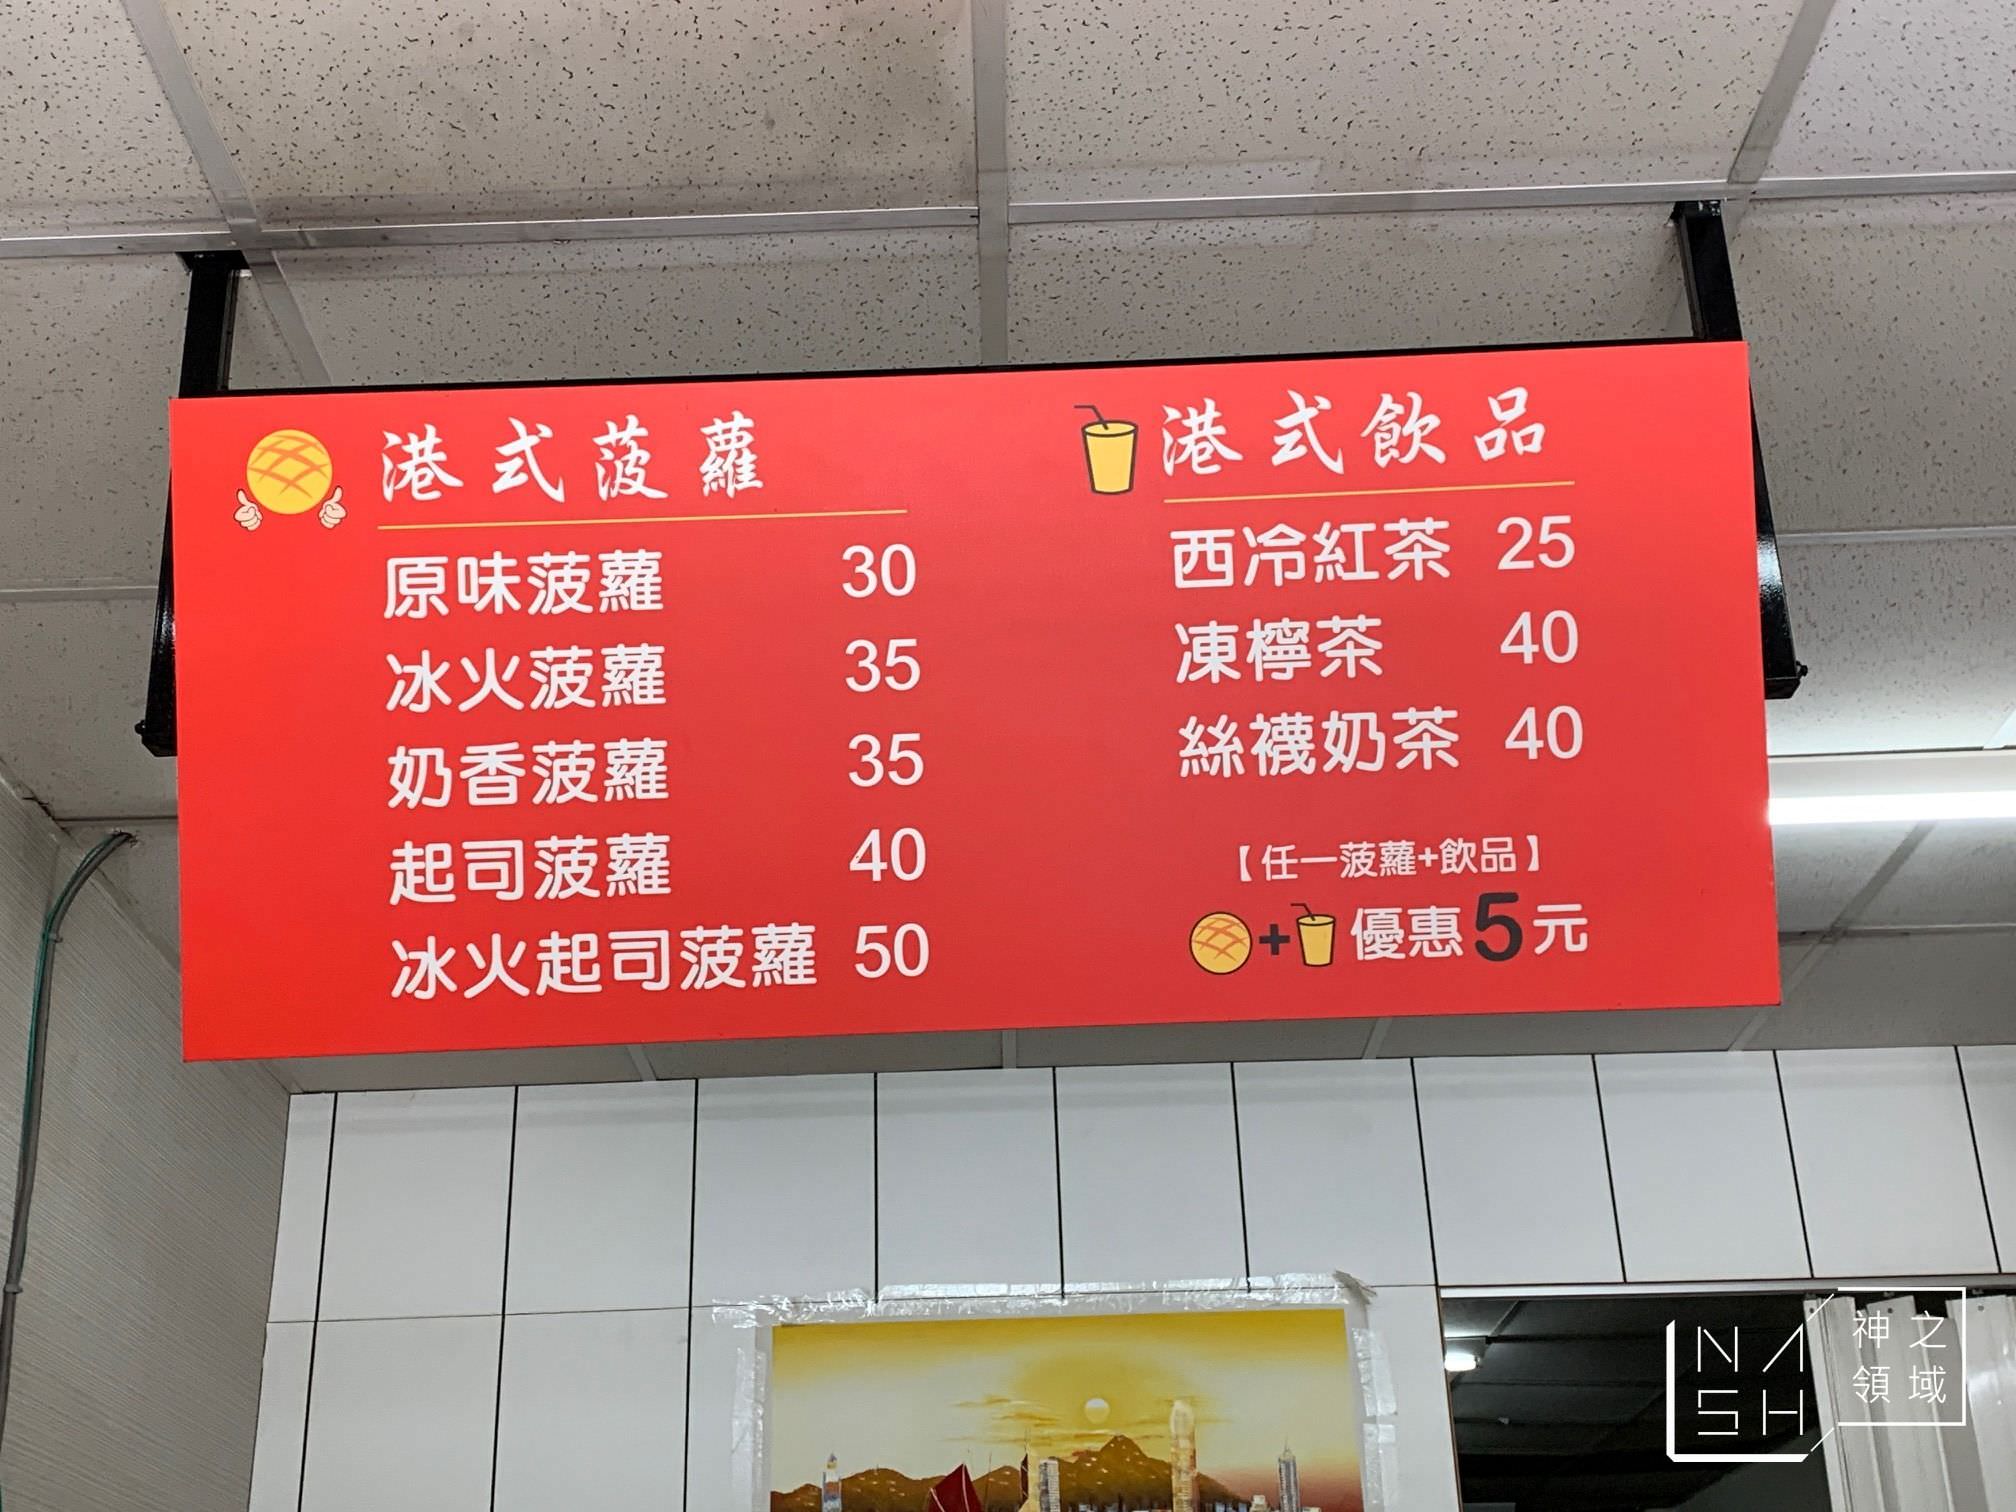 港式菠蘿
原味菠蘿 30
冰火菠蘿 35
奶香菠蘿 35
起司菠蘿 40
冰火起司菠蘿 50
港式飲品
西冷紅茶 25
凍檸茶 40
絲襪奶茶 40
【任一菠蘿+飲品】
+ 優惠5元
NASH
神之領域